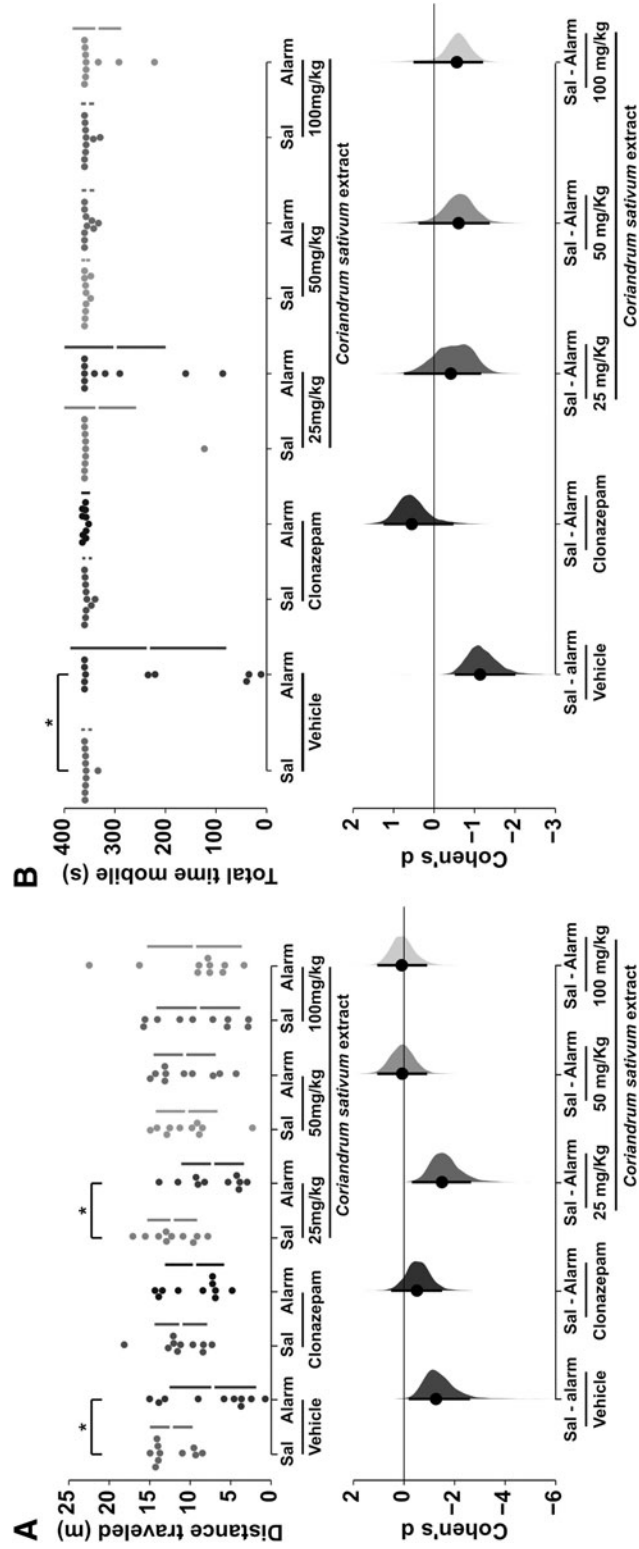 A
Distance traveled (m)
25
20
15
10
5
0
*
*
Sal Alarm Sal Alarm Sal Alarm Sal Alarm Sal Alarm
Vehicle Clonazepam 25mg/kg 50mg/kg 100mg/kg
Coriandrum sativum extract
Cohen's d
2
0
-2
-4
-6
Sal - alarm Sal - Alarm Sal - Alarm Sal - Alarm Sal - Alarm
Vehicle Clonazepam 25 mg/Kg 50 mg/Kg 100 mg/kg
Coriandrum sativum extract
B
Total time mobile (s)
400
300
200
100
0
*
Sal Alarm Sal Alarm Sal Alarm Sal Alarm Sal Alarm
Vehicle Clonazepam 25mg/kg 50mg/kg 100mg/kg
Coriandrum sativum extract
Cohen's d
2
1
0
-1
-2
-3
Sal - alarm Sal - Alarm Sal - Alarm Sal - Alarm Sal - Alarm
Vehicle Clonazepam 25 mg/Kg 50 mg/Kg 100 mg/kg
Coriandrum sativum extract